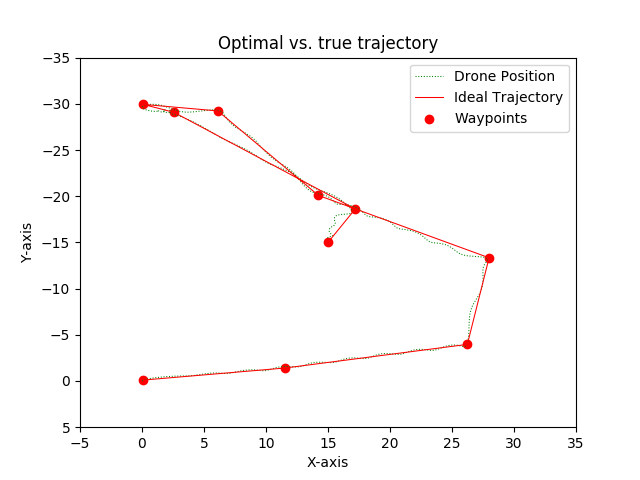 Optimal vs. true trajectory
Drone Position
Ideal Trajectory
Waypoints
−35
−30
−25
−20
−15
−10
−5
0
5
Y-axis
−5 0 5 10 15 20 25 30 35
X-axis